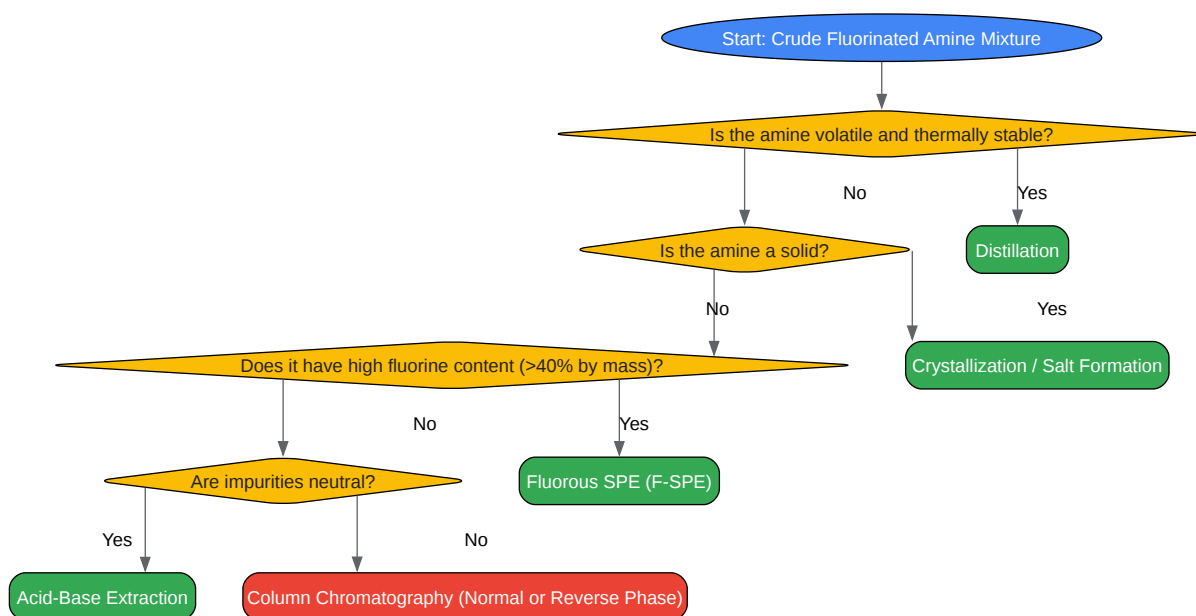 Start: Crude Fluorinated Amine Mixture
Is the amine volatile and thermally stable?
No
Yes
Is the amine a solid?
Distillation
No
Yes
Does it have high fluorine content (>40% by mass)?
Crystallization / Salt Formation
No
Yes
Are impurities neutral?
Fluorous SPE (F-SPE)
Yes
No
Acid-Base Extraction
Column Chromatography (Normal or Reverse Phase)